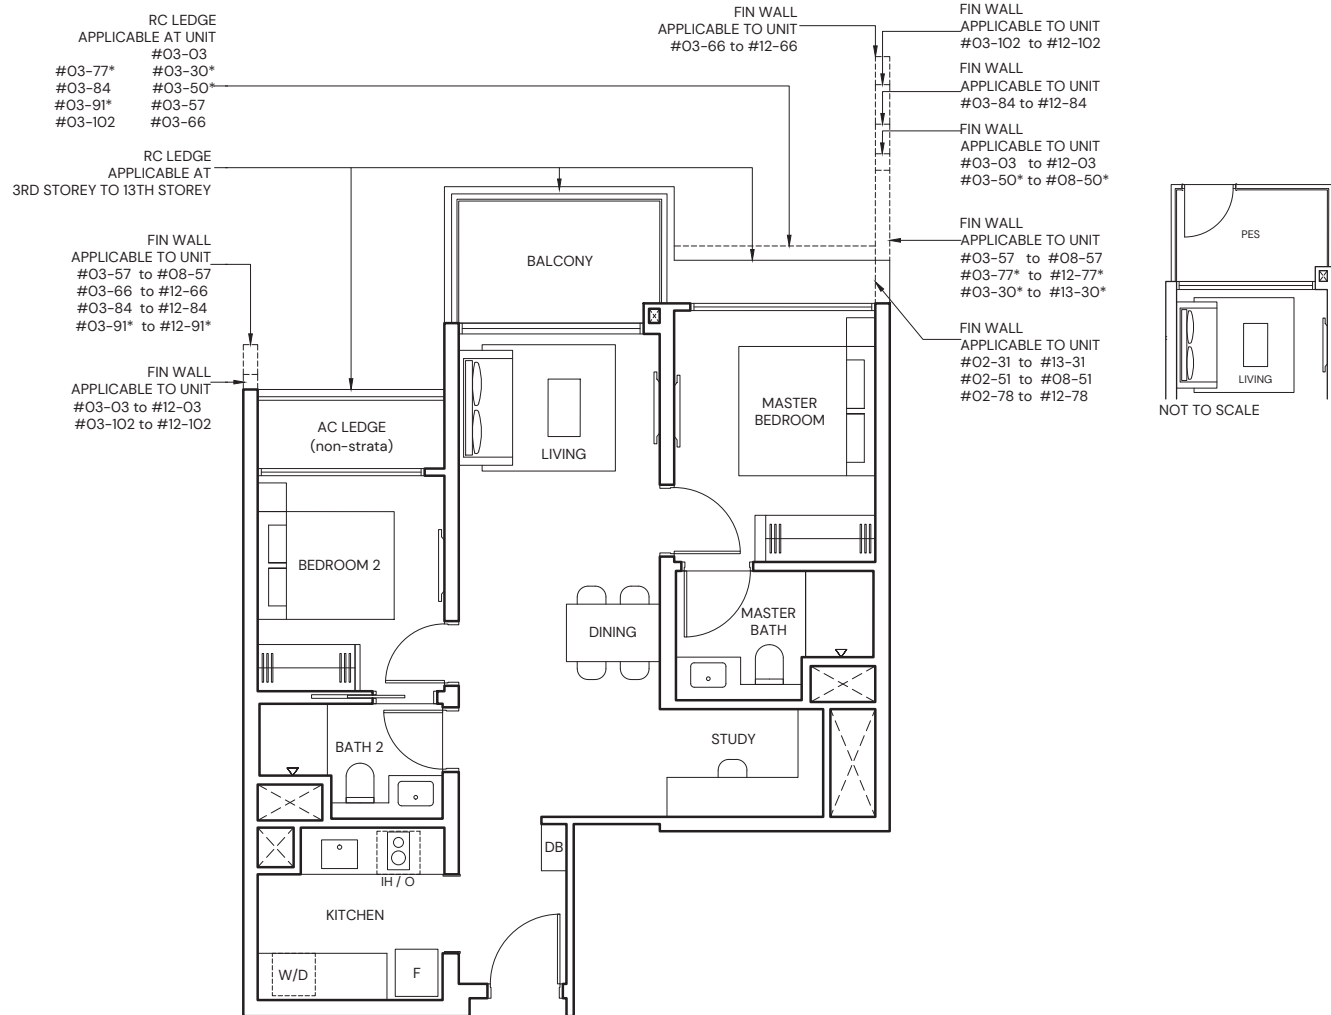 RC LEDGE
APPLICABLE AT UNIT
#03-03
#03-77* #03-30*
#03-84 #03-50*
#03-91* #03-57
#03-102 #03-66
RC LEDGE
APPLICABLE AT
3RD STOREY TO 13TH STOREY
FIN WALL
APPLICABLE TO UNIT
#03-57 to #08-57
#03-66 to #12-66
#03-84 to #12-84
#03-91* to #12-91*
FIN WALL
APPLICABLE TO UNIT
#03-03 to #12-03
#03-102 to #12-102
FIN WALL
APPLICABLE TO UNIT
#03-66 to #12-66
FIN WALL
APPLICABLE TO UNIT
#03-102 to #12-102
FIN WALL
APPLICABLE TO UNIT
#03-84 to #12-84
FIN WALL
APPLICABLE TO UNIT
#03-03 to #12-03
#03-50* to #08-50*
FIN WALL
APPLICABLE TO UNIT
#03-57 to #08-57
#03-77* to #12-77*
#03-30* to #13-30*
FIN WALL
APPLICABLE TO UNIT
#02-31 to #13-31
#02-51 to #08-51
#02-78 to #12-78
BALCONY
AC LEDGE
(non-strata)
LIVING
MASTER
BEDROOM
BEDROOM 2
DINING
MASTER
BATH
BATH 2
STUDY
DB
IH / O
KITCHEN
W/D
F
PES
LIVING
NOT TO SCALE